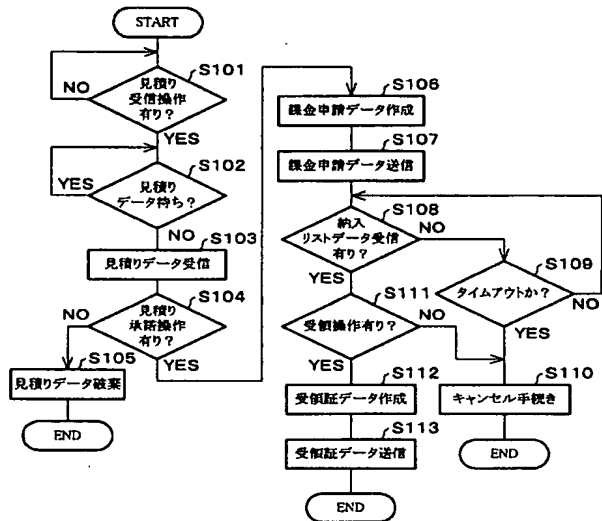 START
S101
見積り
受信操作
有り?
NO
YES
S102
見積り
データ待ち?
YES
NO
S103
見積りデータ受信
S104
見積り
承諾操作
有り?
NO
YES
S105
見積りデータ破棄
END
S106
課金申請データ作成
S107
課金申請データ送信
S108
納入
リストデータ受信
有り?
NO
YES
S109
タイムアウトか?
NO
YES
S111
受領操作有り?
NO
YES
S110
キャンセル手続き
END
S112
受領証データ作成
S113
受領証データ送信
END